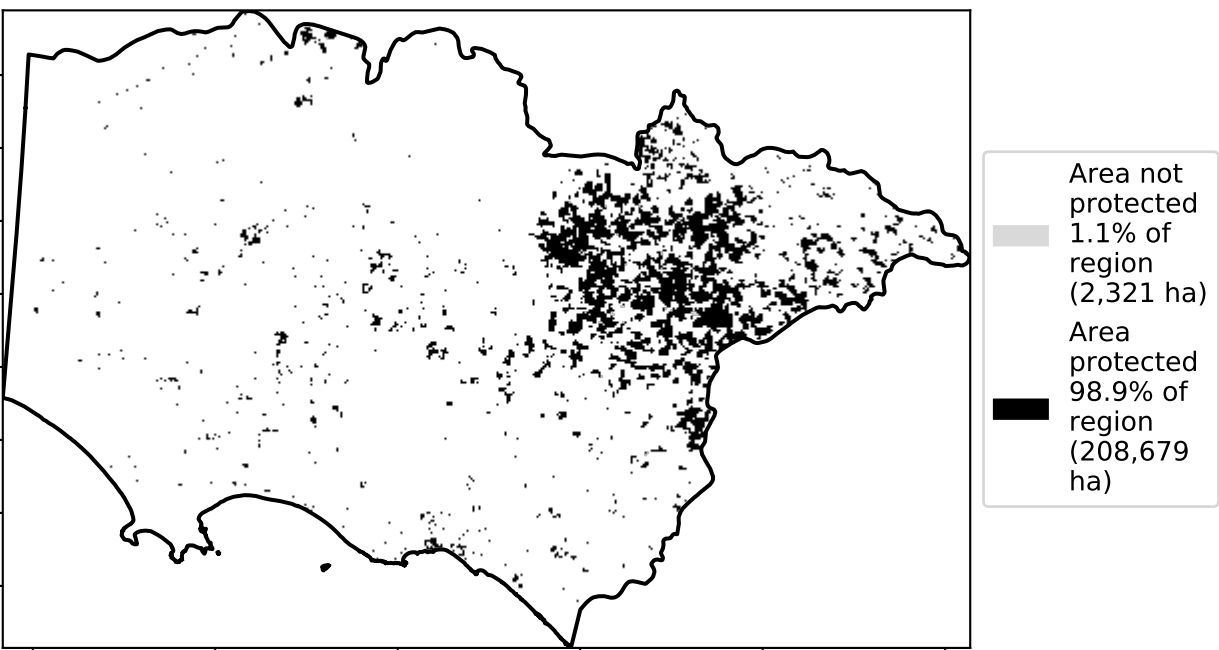 Area not
protected
1.1% of
region
(2,321 ha)
Area
protected
98.9% of
region
(208,679
ha)